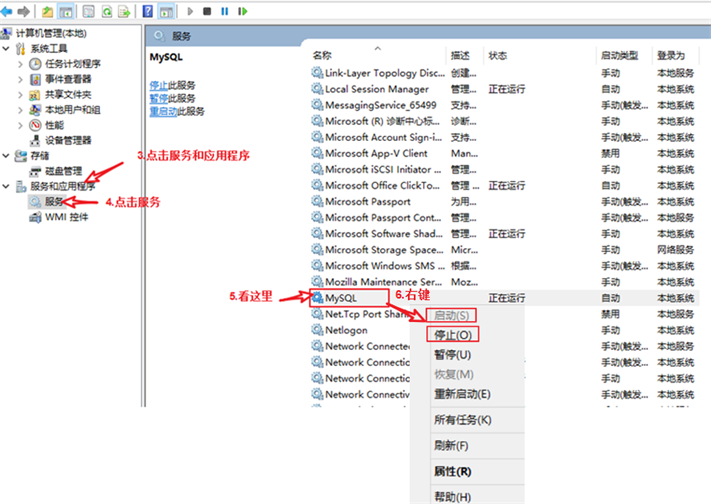 计算机管理(本地)
系统工具
任务计划程序
事件查看器
共享文件夹
本地用户和组
性能
设备管理器
存储
磁盘管理
服务和应用程序
服务
WMI 控件
3.点击服务和应用程序
4.点击服务
服务
MySQL
停止此服务
暂停此服务
重启动此服务
名称 描述 状态 启动类型 登录为
Link-Layer Topology Disc... 创建... 手动 本地服务
Local Session Manager 管理... 正在运行 自动 本地系统
MessagingService_65499 支持... 手动(触发... 本地系统
Microsoft (R) 诊断中心标... 诊断... 手动 本地系统
Microsoft Account Sign-i... 支持... 手动(触发... 本地系统
Microsoft App-V Client Man... 禁用 本地系统
Microsoft iSCSI Initiator ... 管理... 手动 本地系统
Microsoft Office ClickTo... 管理... 正在运行 自动 本地系统
Microsoft Passport 为用... 手动(触发... 本地系统
Microsoft Passport Cont... 管理... 手动(触发... 本地服务
Microsoft Software Shad... 管理... 正在运行 手动 本地系统
Microsoft Storage Space... Micr... 手动 网络服务
Microsoft Windows SMS ... 根据... 手动(触发... 本地系统
Mozilla Maintenance Ser... Moz... 手动 本地系统
5.看这里
MySQL 正在运行 自动 本地系统
6.右键
Net.Tcp Port Shari 禁用 本地服务
Netlogon 手动 本地系统
Network Connecte 手动(触发... 本地系统
Network Connectio 手动 本地系统
Network Connectio 手动(触发... 本地系统
Network Connectiv 手动(触发... 本地系统
启动(S)
停止(O)
暂停(U)
恢复(M)
重新启动(E)
所有任务(K)
刷新(F)
属性(R)
帮助(H)